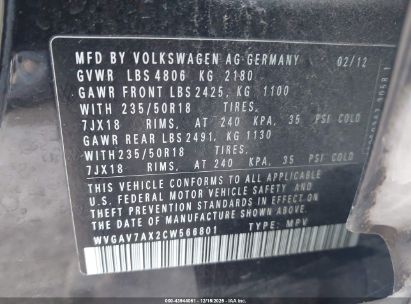 MFD BY VOLKSWAGEN AG GERMANY 02/12
GVWR LBS 4806 KG 2180
GAWR FRONT LBS 2425, KG 1100
WITH 235/50R18 TIRES,
7JX18 RIMS, AT 240 KPA, 35 PSI COLD
GAWR REAR LBS 2491, KG 1130
WITH 235/50R18 TIRES,
7JX18 RIMS, AT 240 KPA, 35 PSI COLD
THIS VEHICLE CONFORMS TO ALL APPLICABLE
U.S. FEDERAL MOTOR VEHICLE SAFETY STANDARDS
IN EFFECT ON THE DATE OF MANUFACTURE
SHOWN ABOVE.
WVGAV7AX2CW566801 TYPE: MPV